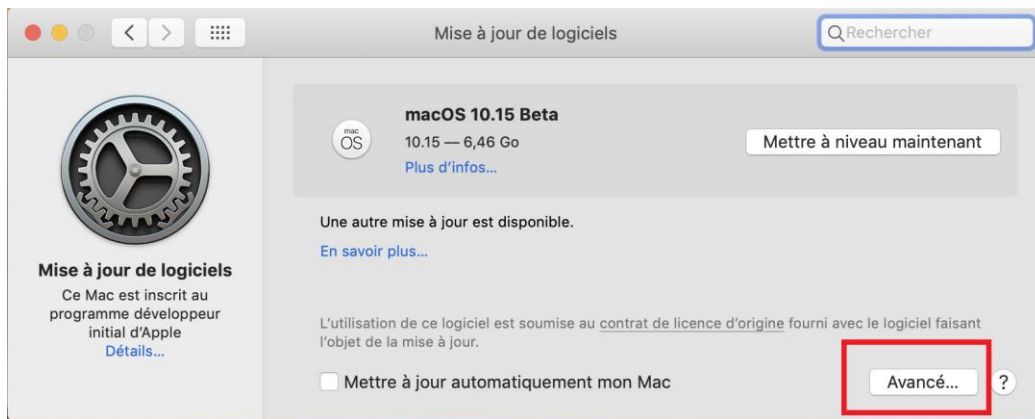 Mise à jour de logiciels
Rechercher
macOS 10.15 Beta
mac
OS
10.15 — 6,46 Go
Mettre à niveau maintenant
Plus d'infos...
Une autre mise à jour est disponible.
En savoir plus...
Mise à jour de logiciels
Ce Mac est inscrit au
programme développeur
initial d'Apple
Détails...
L'utilisation de ce logiciel est soumise au contrat de licence d'origine fourni avec le logiciel faisant
l'objet de la mise à jour.
Mettre à jour automatiquement mon Mac
Avancé...
?